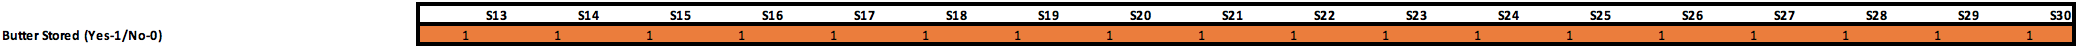 S13 S14 S15 S16 S17 S18 S19 S20 S21 S22 S23 S24 S25 S26 S27 S28 S29 S30
Butter Stored (Yes-1/No-0) 1 1 1 1 1 1 1 1 1 1 1 1 1 1 1 1 1 1